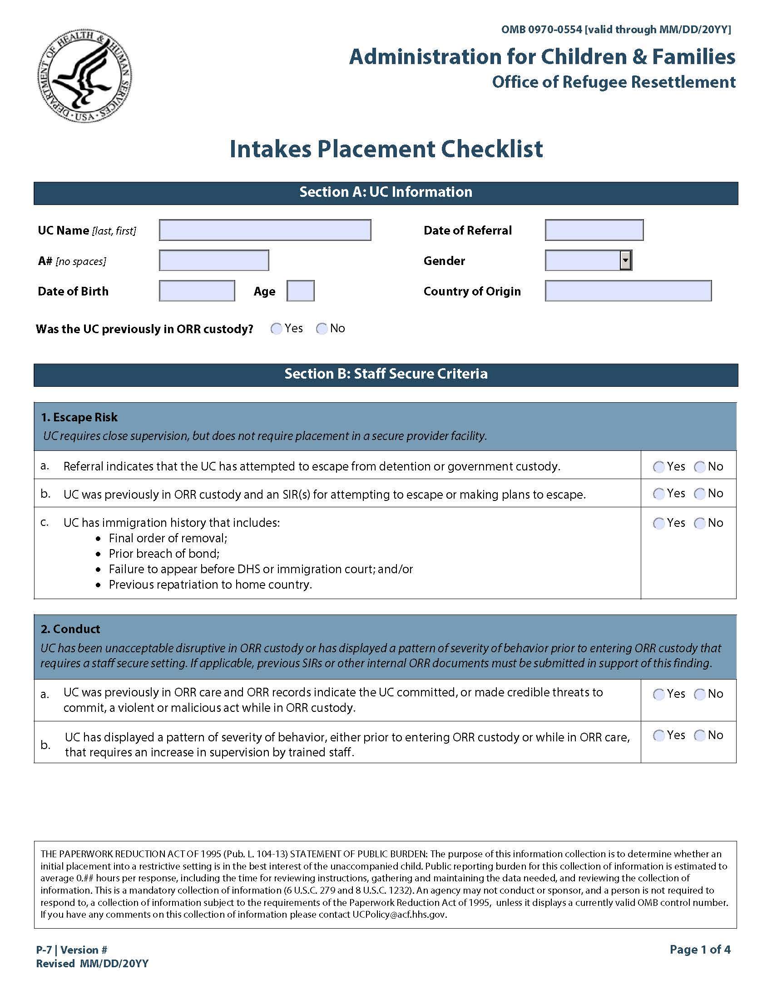 OMB 0970-0554 [valid through MM/DD/20YY]
DEPARTMENT OF HEALTH & HUMAN SERVICES · USA ·
Administration for Children & Families
Office of Refugee Resettlement
Intakes Placement Checklist
Section A: UC Information
UC Name [last, first]
Date of Referral
A# [no spaces]
Gender
Date of Birth
Age
Country of Origin
Was the UC previously in ORR custody? Yes No
Section B: Staff Secure Criteria
1. Escape Risk
UC requires close supervision, but does not require placement in a secure provider facility.
a. Referral indicates that the UC has attempted to escape from detention or government custody. Yes No
b. UC was previously in ORR custody and an SIR(s) for attempting to escape or making plans to escape. Yes No
c. UC has immigration history that includes: Yes No
• Final order of removal;
• Prior breach of bond;
• Failure to appear before DHS or immigration court; and/or
• Previous repatriation to home country.
2. Conduct
UC has been unacceptable disruptive in ORR custody or has displayed a pattern of severity of behavior prior to entering ORR custody that
requires a staff secure setting. If applicable, previous SIRs or other internal ORR documents must be submitted in support of this finding.
a. UC was previously in ORR care and ORR records indicate the UC committed, or made credible threats to Yes No
commit, a violent or malicious act while in ORR custody.
b. UC has displayed a pattern of severity of behavior, either prior to entering ORR custody or while in ORR care, Yes No
that requires an increase in supervision by trained staff.
THE PAPERWORK REDUCTION ACT OF 1995 (Pub. L. 104-13) STATEMENT OF PUBLIC BURDEN: The purpose of this information collection is to determine whether an
initial placement into a restrictive setting is in the best interest of the unaccompanied child. Public reporting burden for this collection of information is estimated to
average 0.## hours per response, including the time for reviewing instructions, gathering and maintaining the data needed, and reviewing the collection of
information. This is a mandatory collection of information (6 U.S.C. 279 and 8 U.S.C. 1232). An agency may not conduct or sponsor, and a person is not required to
respond to, a collection of information subject to the requirements of the Paperwork Reduction Act of 1995, unless it displays a currently valid OMB control number.
If you have any comments on this collection of information please contact UCPolicy@acf.hhs.gov.
P-7 | Version #
Page 1 of 4
Revised MM/DD/20YY